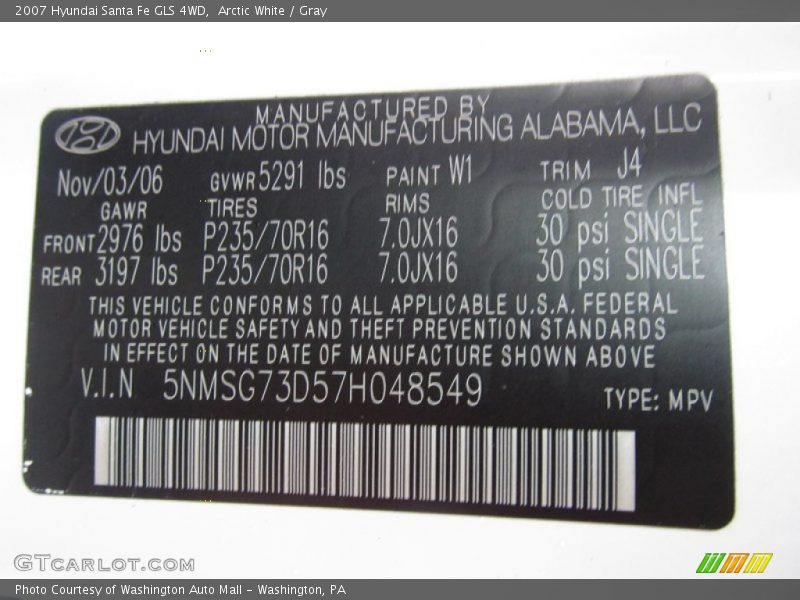 2007 Hyundai Santa Fe GLS 4WD, Arctic White / Gray
MANUFACTURED BY
HYUNDAI MOTOR MANUFACTURING ALABAMA, LLC
Nov/03/06 GVWR 5291 lbs PAINT W1 TRIM J4
GAWR TIRES RIMS COLD TIRE INFL
FRONT 2976 lbs P235/70R16 7.0JX16 30 psi SINGLE
REAR 3197 lbs P235/70R16 7.0JX16 30 psi SINGLE
THIS VEHICLE CONFORMS TO ALL APPLICABLE U.S.A. FEDERAL
MOTOR VEHICLE SAFETY AND THEFT PREVENTION STANDARDS
IN EFFECT ON THE DATE OF MANUFACTURE SHOWN ABOVE
V.I.N 5NMSG73D57H048549 TYPE: MPV
GTCARLOT.COM
Photo Courtesy of Washington Auto Mall - Washington, PA